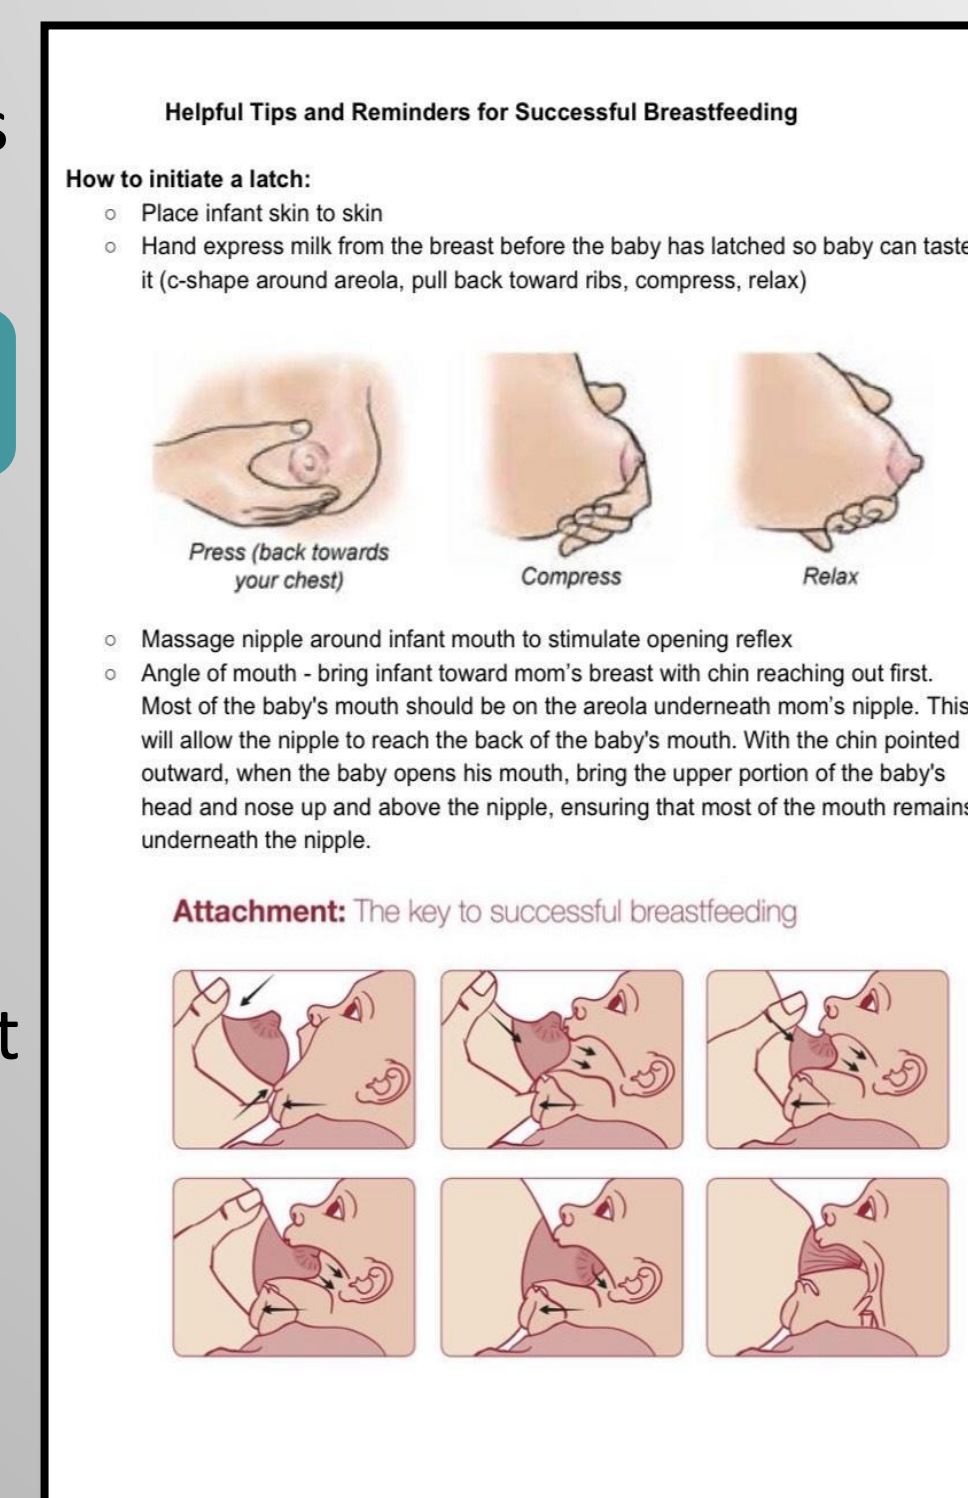 s
Helpful Tips and Reminders for Successful Breastfeeding
How to initiate a latch:
○ Place infant skin to skin
○ Hand express milk from the breast before the baby has latched so baby can taste
it (c-shape around areola, pull back toward ribs, compress, relax)
Press (back towards
your chest)
Compress
Relax
○ Massage nipple around infant mouth to stimulate opening reflex
○ Angle of mouth - bring infant toward mom's breast with chin reaching out first.
Most of the baby's mouth should be on the areola underneath mom's nipple. This
will allow the nipple to reach the back of the baby's mouth. With the chin pointed
outward, when the baby opens his mouth, bring the upper portion of the baby's
head and nose up and above the nipple, ensuring that most of the mouth remains
underneath the nipple.
Attachment: The key to successful breastfeeding
t